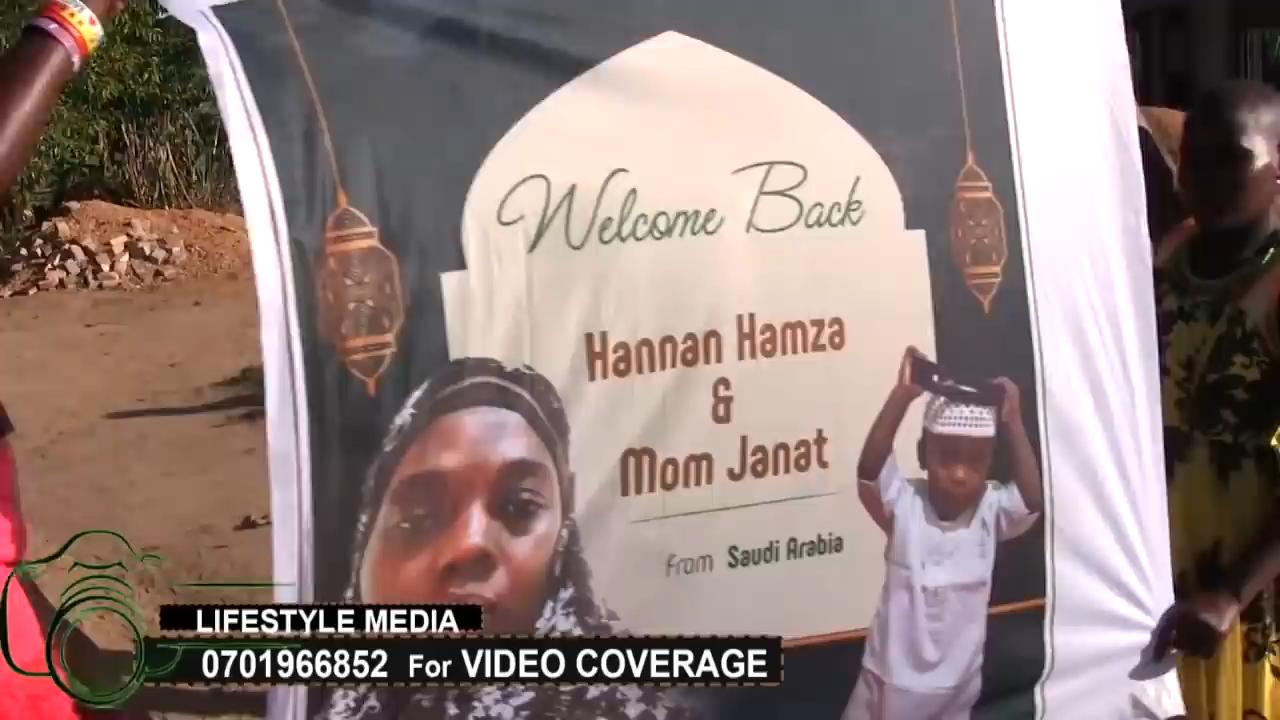 Welcome Back
Hannan Hamza
&
Mom Janat
From Saudi Arabia
LIFESTYLE MEDIA
0701966852 For VIDEO COVERAGE